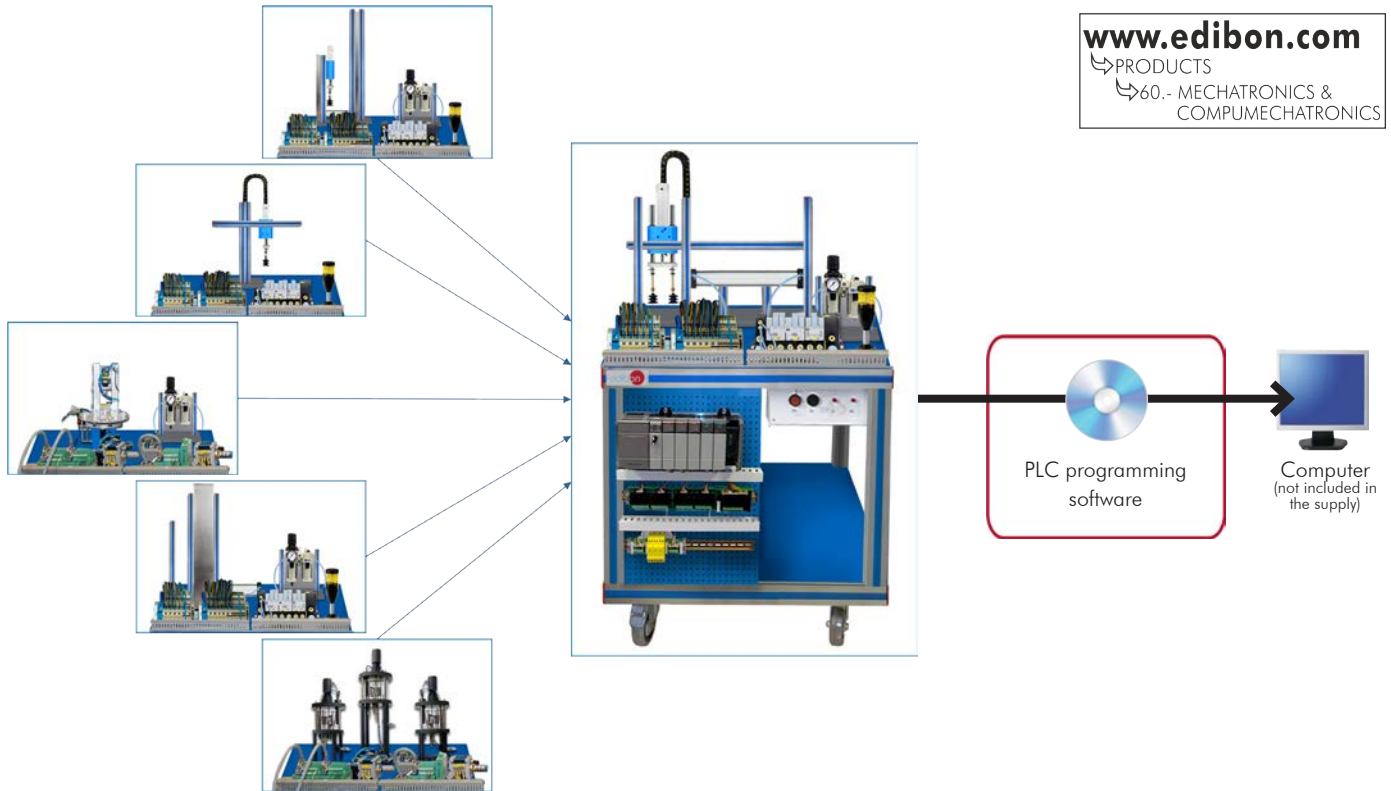 www.edibon.com
PRODUCTS
60.- MECHATRONICS &
COMPUMECHATRONICS
PLC programming
software
Computer
(not included in
the supply)